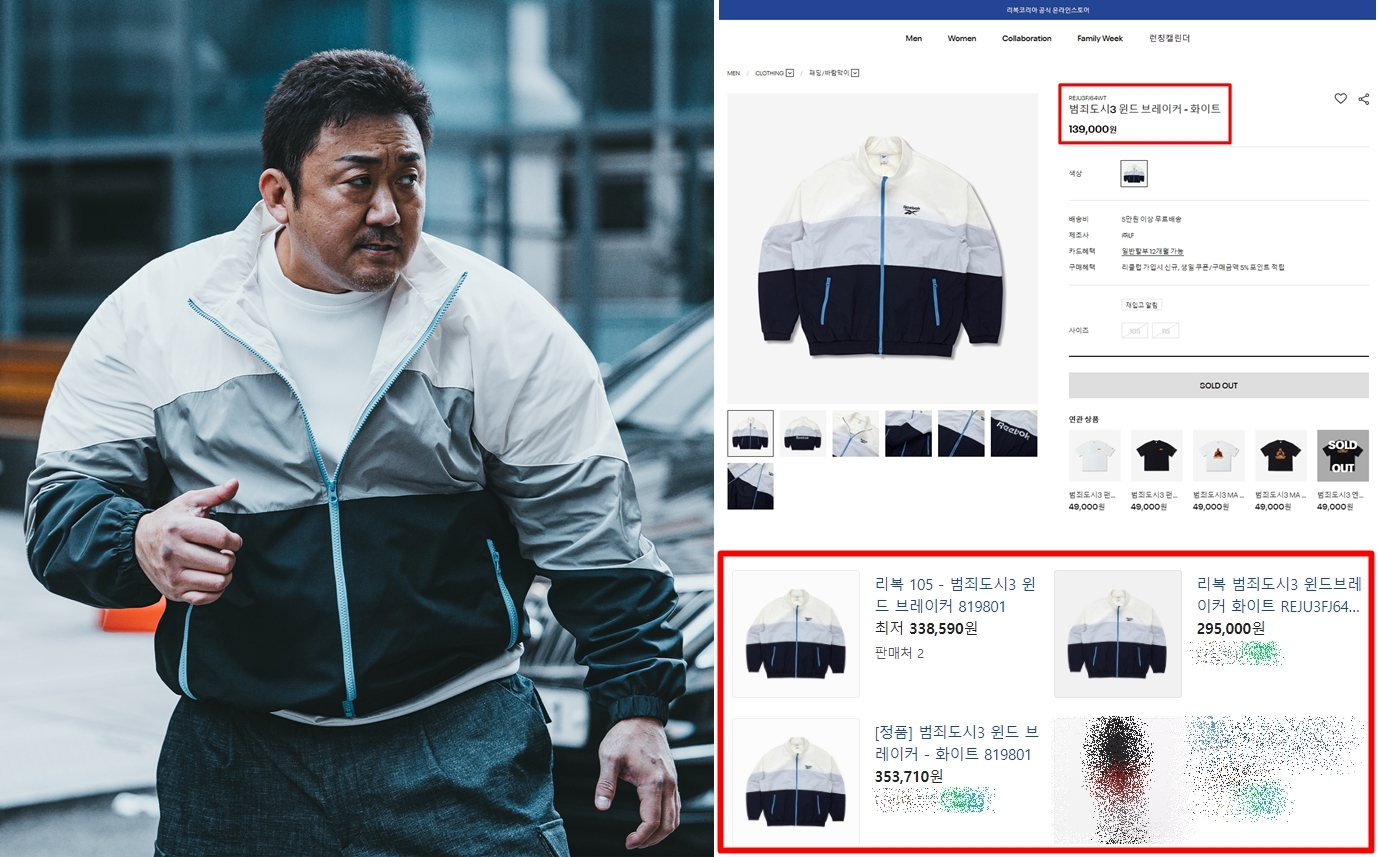 리복코리아 공식 온라인스토어
Men Women Collaboration Family Week 런칭캘린더
MEN / CLOTHING / 패딩/바람막이
REJU3FJ64WT
범죄도시3 윈드 브레이커 - 화이트
139,000원
색상
배송비 5만원 이상 무료배송
제조사 ㈜LF
카드혜택 일반할부 12개월 가능
구매혜택 리클럽 가입시 신규, 생일 쿠폰/구매금액 5% 포인트 적립
재입고 알림
사이즈 105 .RS
SOLD OUT
연관 상품
SOLD
OUT
범죄도시3 펀... 범죄도시3 펀... 범죄도시3 MA ... 범죄도시3 MA ... 범죄도시3 엔...
49,000원 49,000원 49,000원 49,000원 49,000원
Reebok
Reebok
리복 105 - 범죄도시3 윈
드 브레이커 819801
최저 338,590원
판매처 2
리복 범죄도시3 윈드브레
이커 화이트 REJU3FJ64...
295,000원
[정품] 범죄도시3 윈드 브
레이커 - 화이트 819801
353,710원